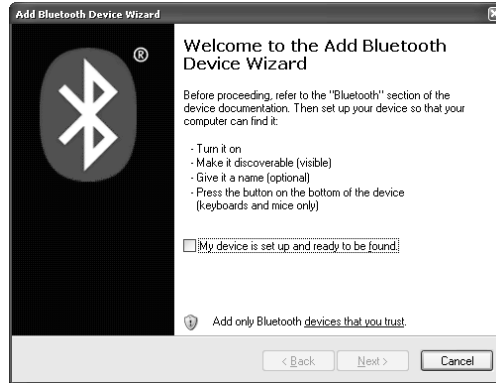 Add Bluetooth Device Wizard
®
Welcome to the Add Bluetooth
Device Wizard
Before proceeding, refer to the "Bluetooth" section of the
device documentation. Then set up your device so that your
computer can find it:
- Turn it on
- Make it discoverable (visible)
- Give it a name (optional)
- Press the button on the bottom of the device
(keyboards and mice only)
My device is set up and ready to be found.
Add only Bluetooth devices that you trust.
< Back Next > Cancel